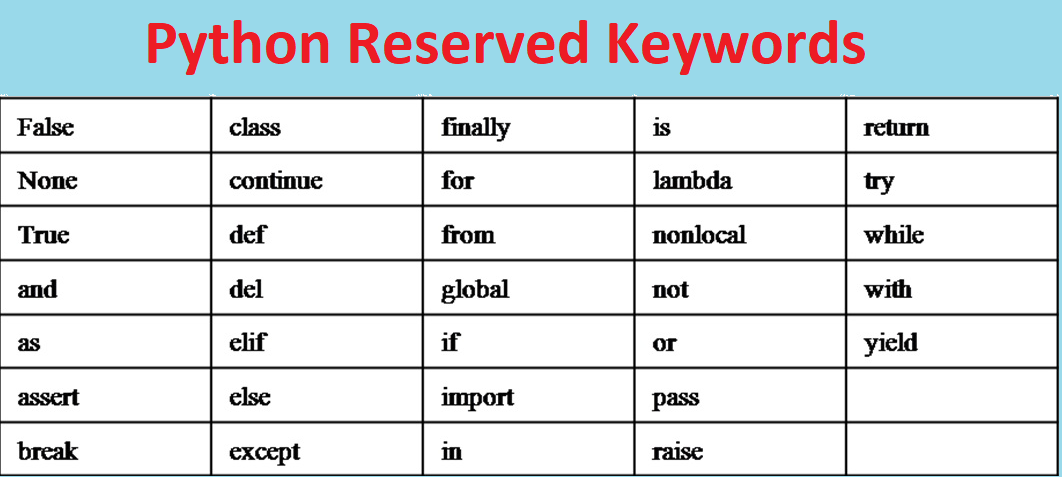 Python Reserved Keywords
False class finally is return
None continue for lambda try
True def from nonlocal while
and del global not with
as elif if or yield
assert else import pass
break except in raise